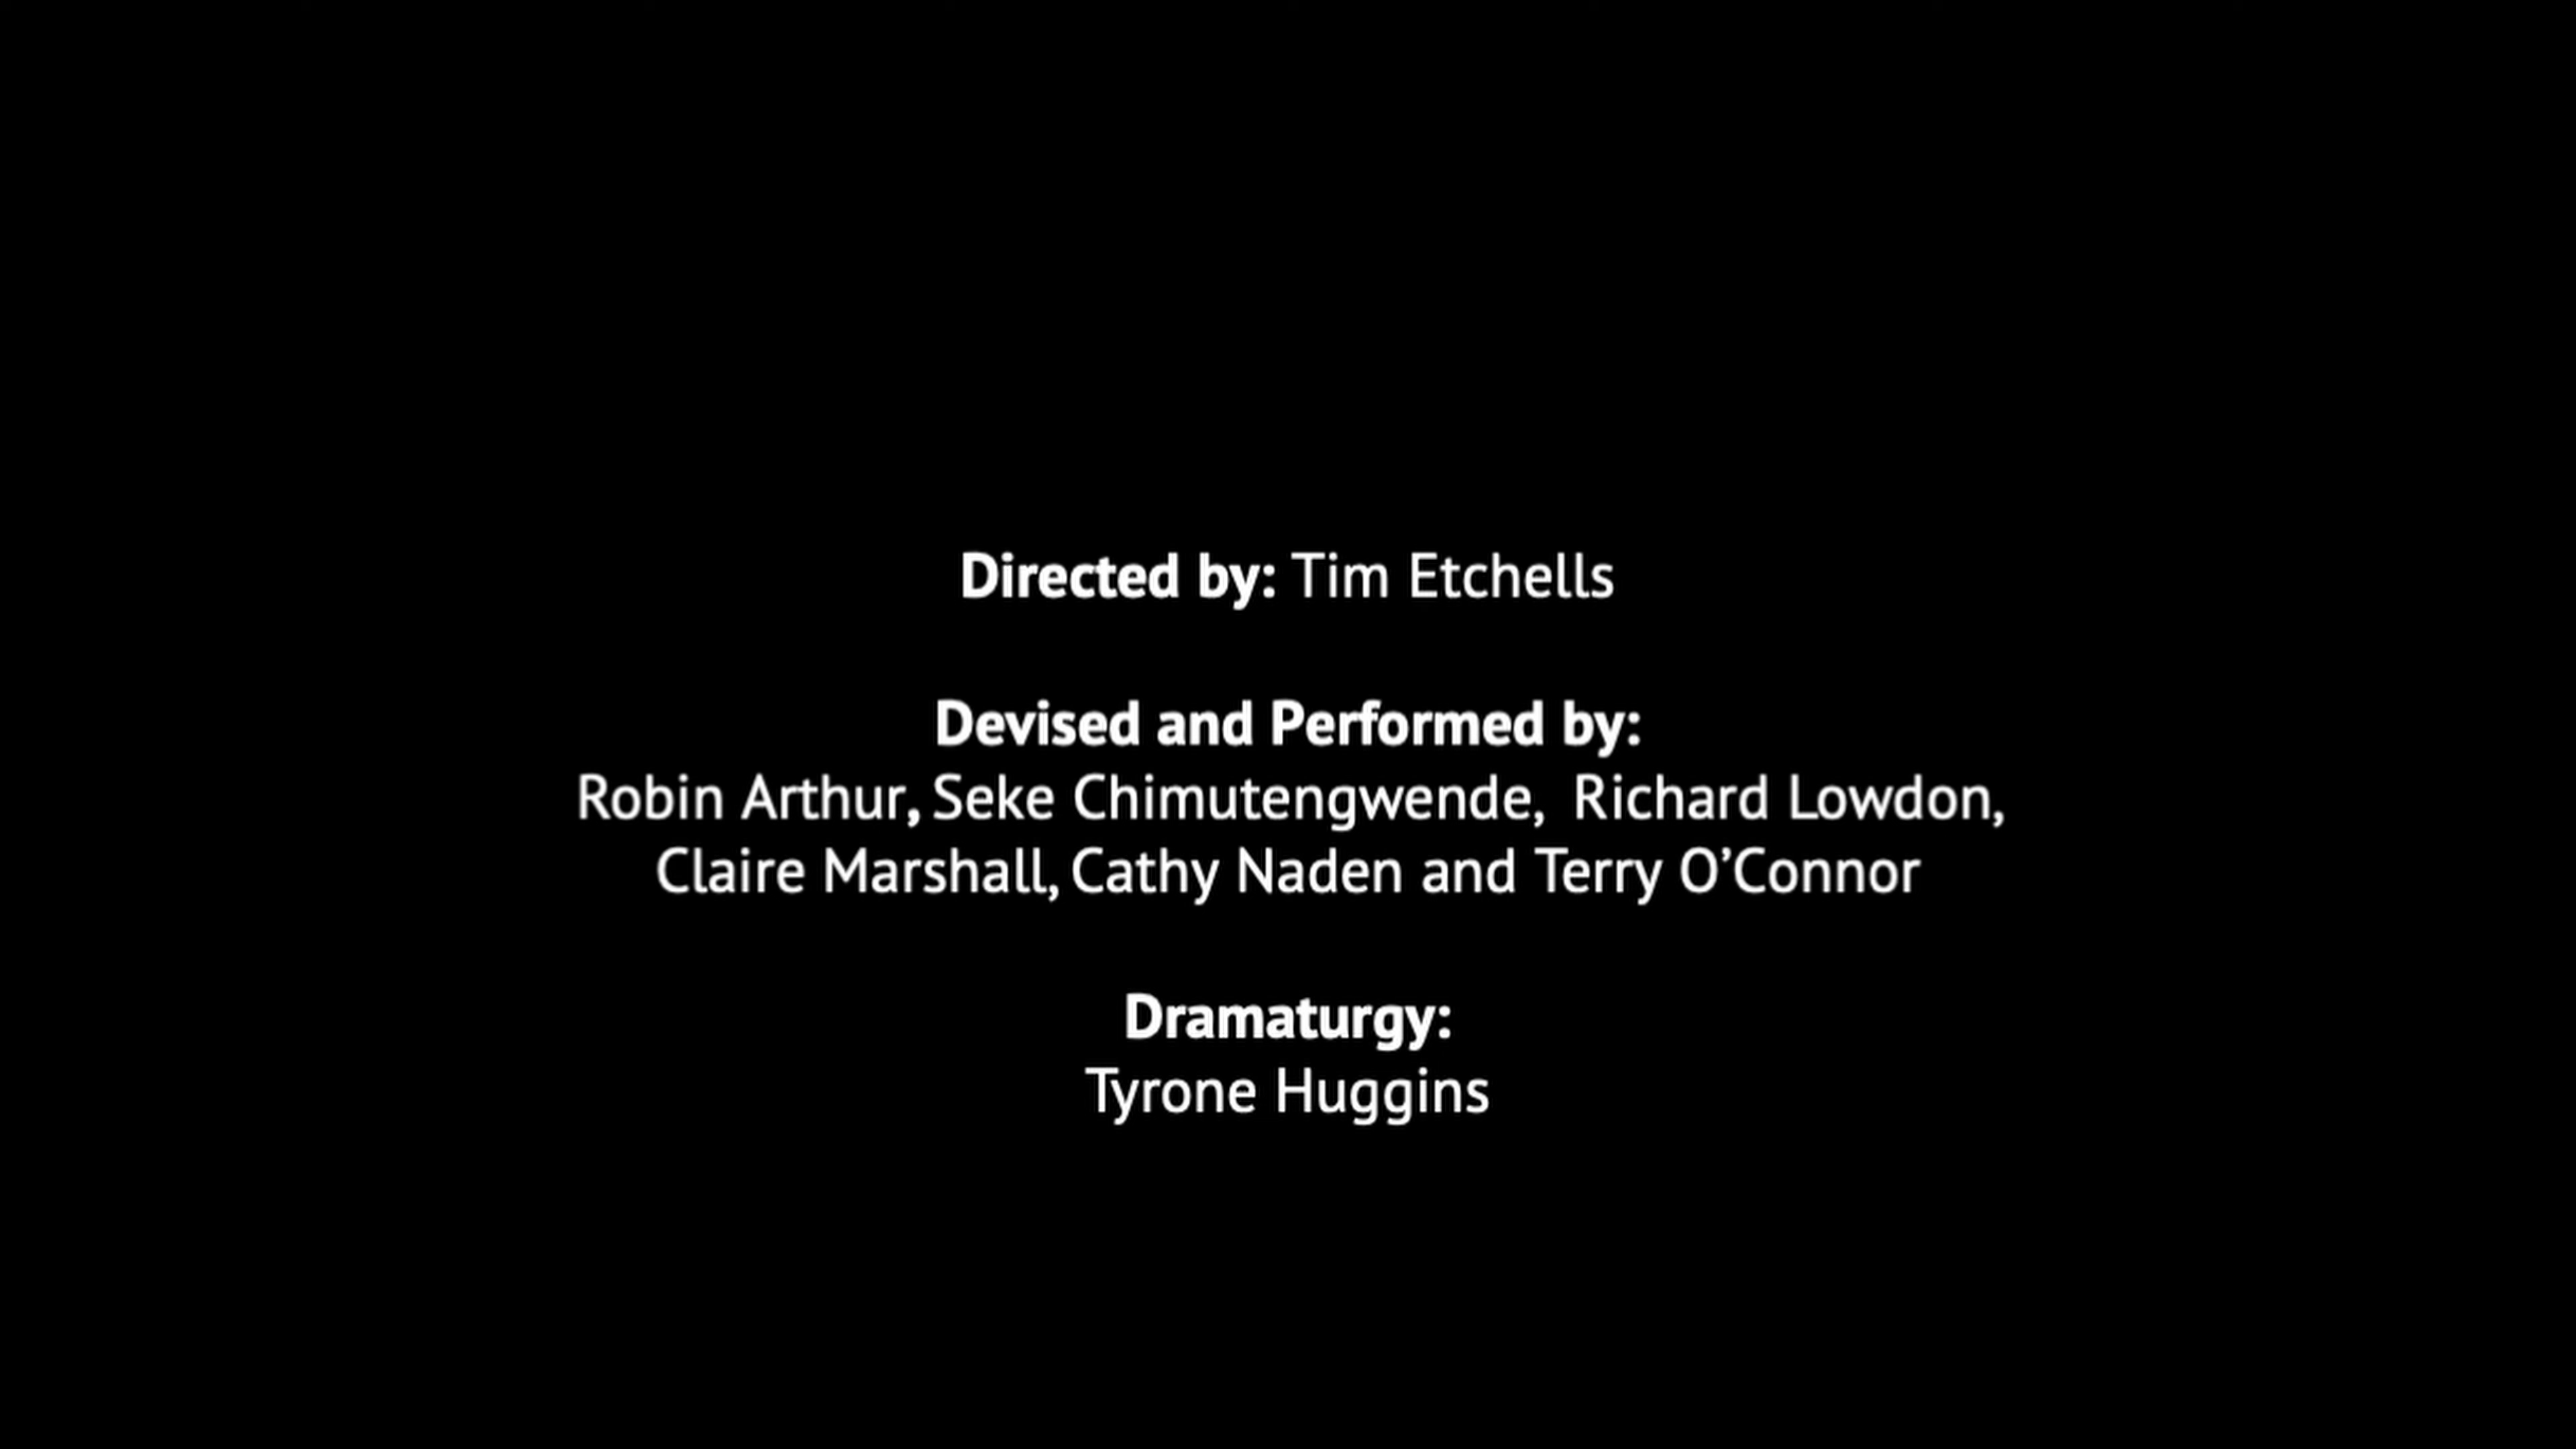 Directed by: Tim Etchells
Devised and Performed by:
Robin Arthur, Seke Chimutengwende,  Richard Lowdon,
Claire Marshall, Cathy Naden and Terry O’Connor
Dramaturgy:
Tyrone Huggins